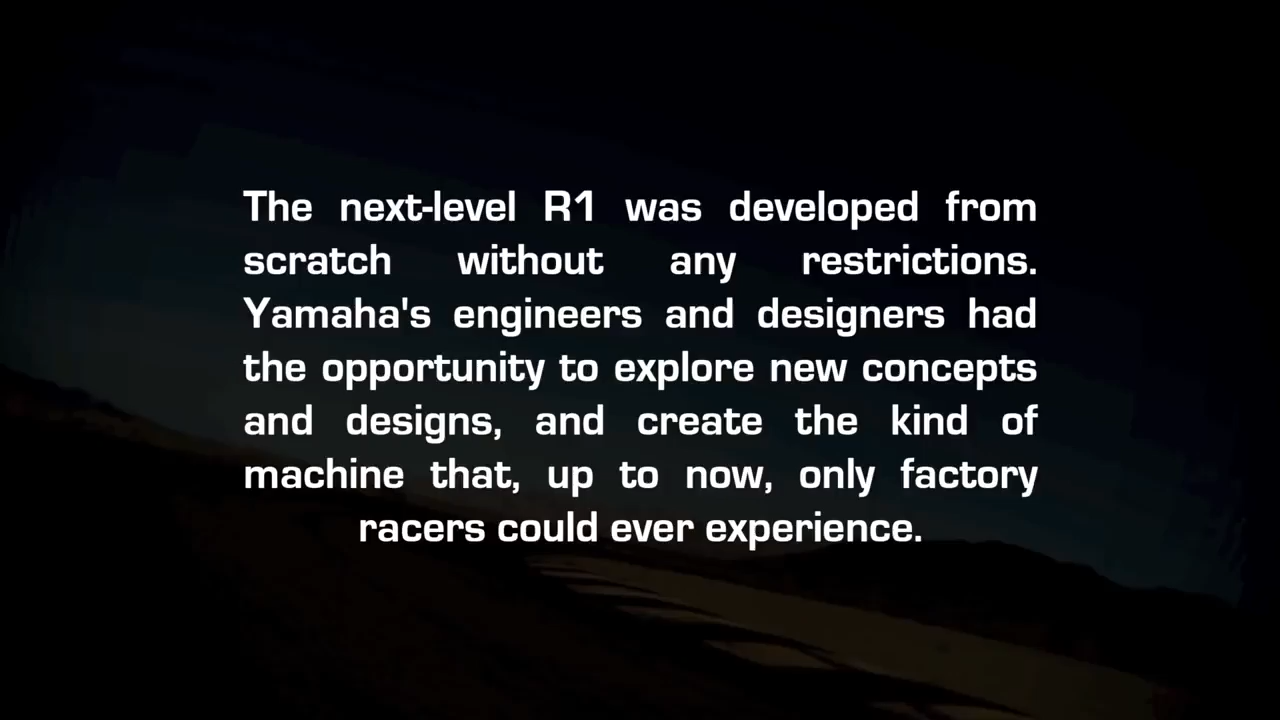 The next-level R1 was developed from
scratch without any restrictions.
Yamaha's engineers and designers had
the opportunity to explore new concepts
and designs, and create the kind of
machine that, up to now, only factory
racers could ever experience.